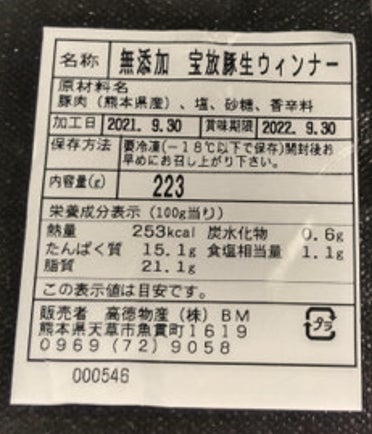 名称 無添加 宝放豚生ウィンナー
原材料名
豚肉（熊本県産）、塩、砂糖、香辛料
加工日 2021. 9.30 賞味期限 2022. 9.30
保存方法 要冷凍（－18℃以下で保存）開封後お
早めにお召し上がり下さい。
内容量(g) 223
栄養成分表示（100g当り）
熱量 253kcal 炭水化物 0.6g
たんぱく質 15.1g 食塩相当量 1.1g
脂質 21.1g
この表示値は目安です。
販売者 高德物産（株）ＢＭ
熊本県天草市魚貫町１６１９
０９６９（７２）９０５８
プラ
000546